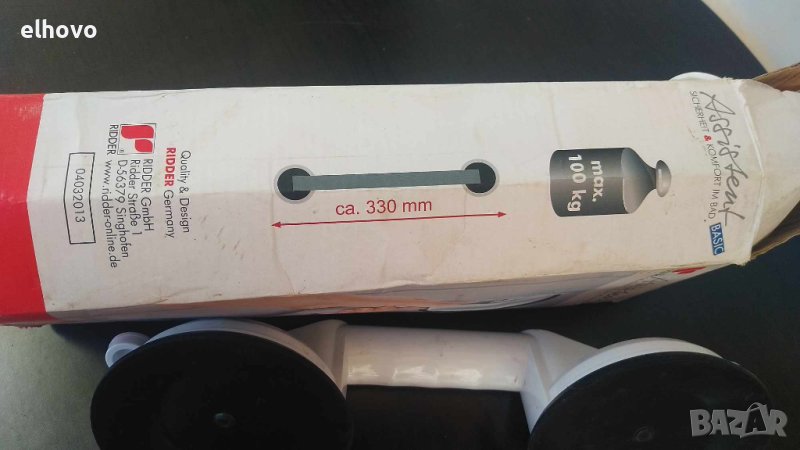 elhovo
Assistent
SICHERHEIT & KOMFORT IM BAD
BASIC
max.
100 kg
ca. 330 mm
Quality & Design
RIDDER Germany
RIDDER
RIDDER GmbH
Ridder Straße 1
D-56379 Singhofen
www.ridder-online.de
04032013
BAZAR